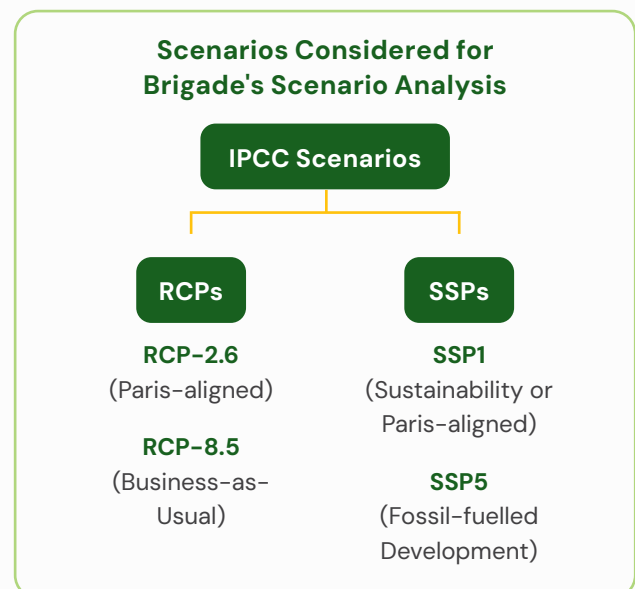 Scenarios Considered for
Brigade's Scenario Analysis
IPCC Scenarios
RCPs
RCP-2.6
(Paris-aligned)
RCP-8.5
(Business-as-
Usual)
SSPs
SSP1
(Sustainability or
Paris-aligned)
SSP5
(Fossil-fuelled
Development)